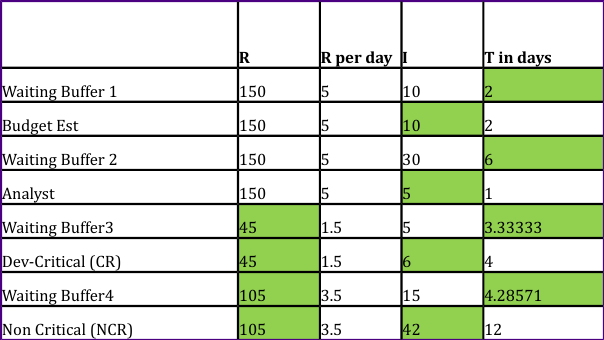 R R per day I T in days
Waiting Buffer 1 150 5 10 2
Budget Est 150 5 10 2
Waiting Buffer 2 150 5 30 6
Analyst 150 5 5 1
Waiting Buffer3 45 1.5 5 3.33333
Dev-Critical (CR) 45 1.5 6 4
Waiting Buffer4 105 3.5 15 4.28571
Non Critical (NCR) 105 3.5 42 12